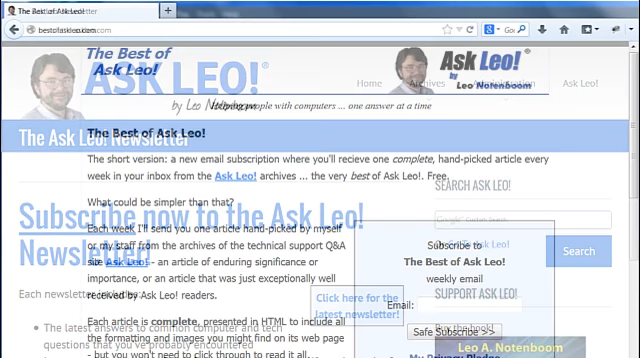 The Best of Ask Leo!
bestofaskleo.com
The Best of
Ask Leo!
ASK LEO!®
by Leo Notenboom
Ask Leo!®
by Leo Notenboom
Home Archives Administration Ask Leo!
Helping people with computers ... one answer at a time
The Ask Leo! Newsletter
The Best of Ask Leo!
The short version: a new email subscription where you'll recieve one complete, hand-picked article every
week in your inbox from the Ask Leo! archives ... the very best of Ask Leo!. Free.
What could be simpler than that?
Subscribe now to the Ask Leo!
Newsletter!
Each week I'll send you one article hand-picked by myself
or my staff from the archives of the technical support Q&A
site Ask Leo! - an article of enduring significance or
importance, or an article that was just exceptionally well
received by Ask Leo! readers.
Each newsletter includes:
Each article is complete, presented in HTML to include all
the formatting and images you might find on its web page
- but you won't need to click through to read it all.
• The latest answers to common computer and tech
questions that you've probably encountered
Click here for the
latest newsletter!
SEARCH ASK LEO!
Search
Subscribe to
The Best of Ask Leo!
weekly email
SUPPORT ASK LEO!
Email:
Buy the book!
Safe Subscribe >>
Leo A. Notenboom
My Privacy Pledge